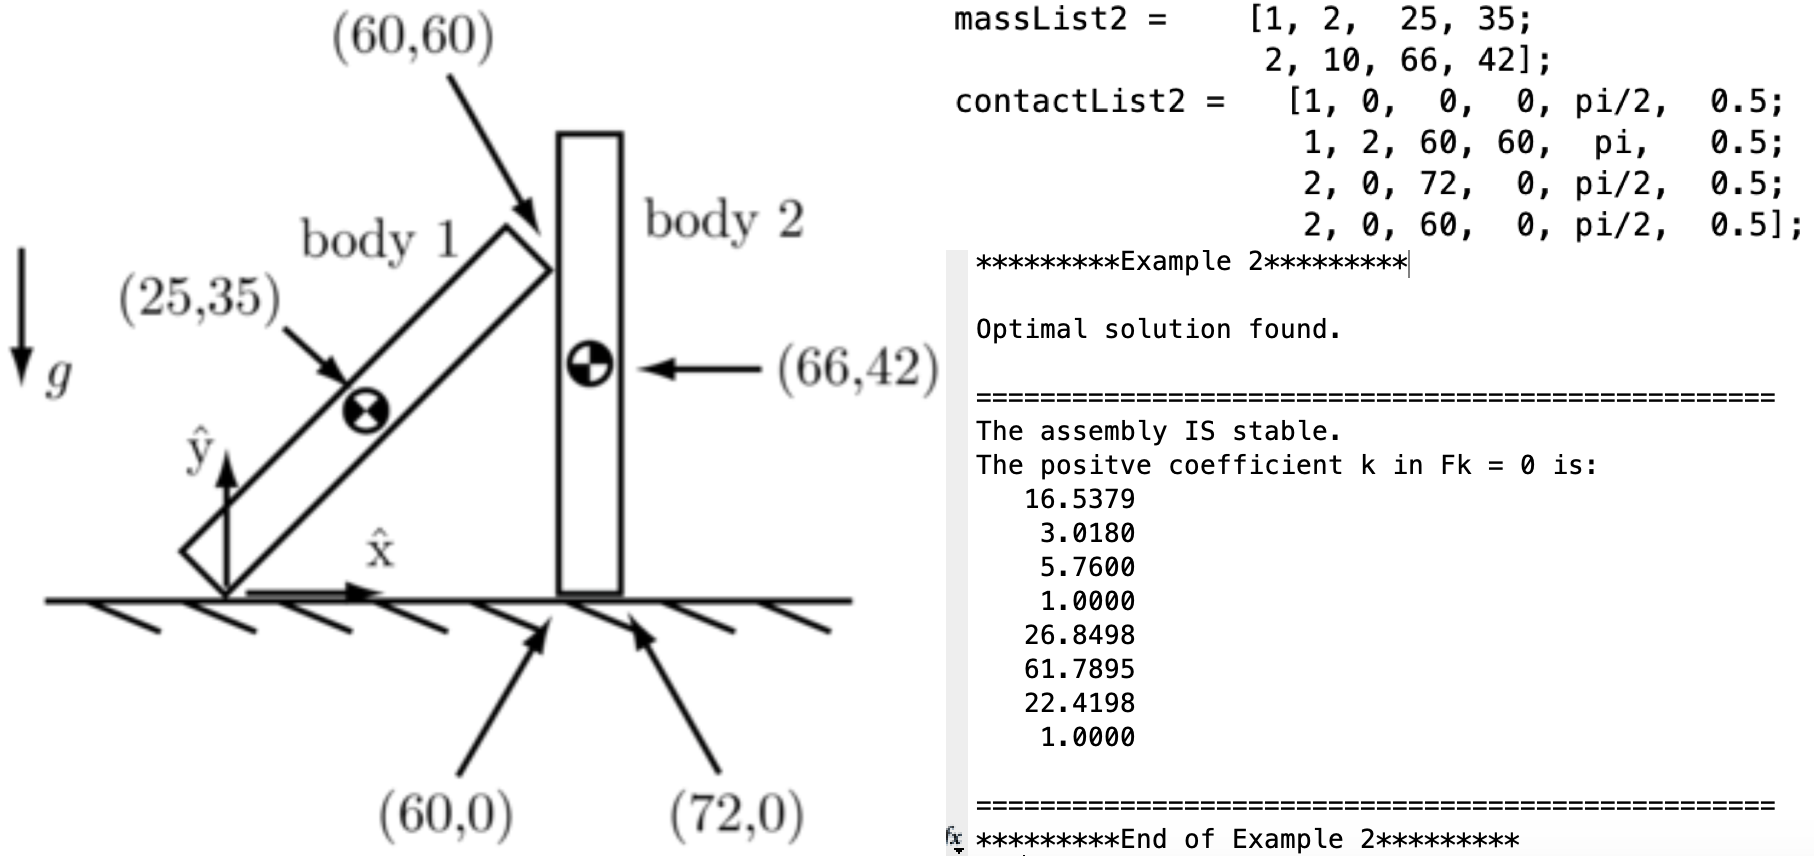 (60,60)
body 1
body 2
(25,35)
(66,42)
g
ŷ
x̂
(60,0)
(72,0)
massList2 = [1, 2, 25, 35;
2, 10, 66, 42];
contactList2 = [1, 0, 0, 0, pi/2, 0.5;
1, 2, 60, 60, pi, 0.5;
2, 0, 72, 0, pi/2, 0.5;
2, 0, 60, 0, pi/2, 0.5];
*********Example 2*********
Optimal solution found.
==================================================
The assembly IS stable.
The positve coefficient k in Fk = 0 is:
16.5379
3.0180
5.7600
1.0000
26.8498
61.7895
22.4198
1.0000
==================================================
fx *********End of Example 2*********